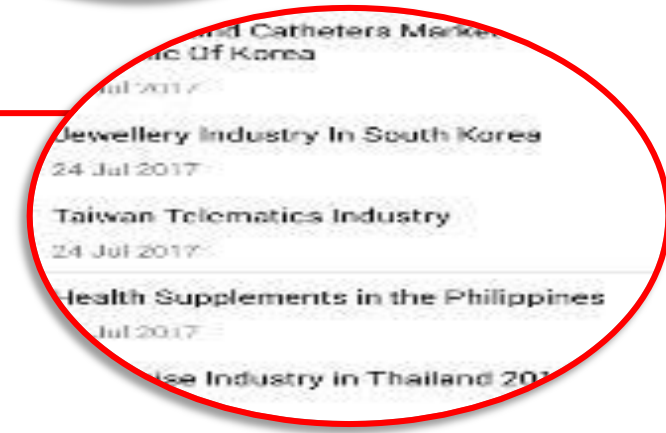 Catheters
Of Korea
Jul 2017
Jewellery Industry In South Korea
24 Jul 2017
Taiwan Telematics Industry
24 Jul 2017
Health Supplements in the Philippines
Jul 2017
Industry in Thailand